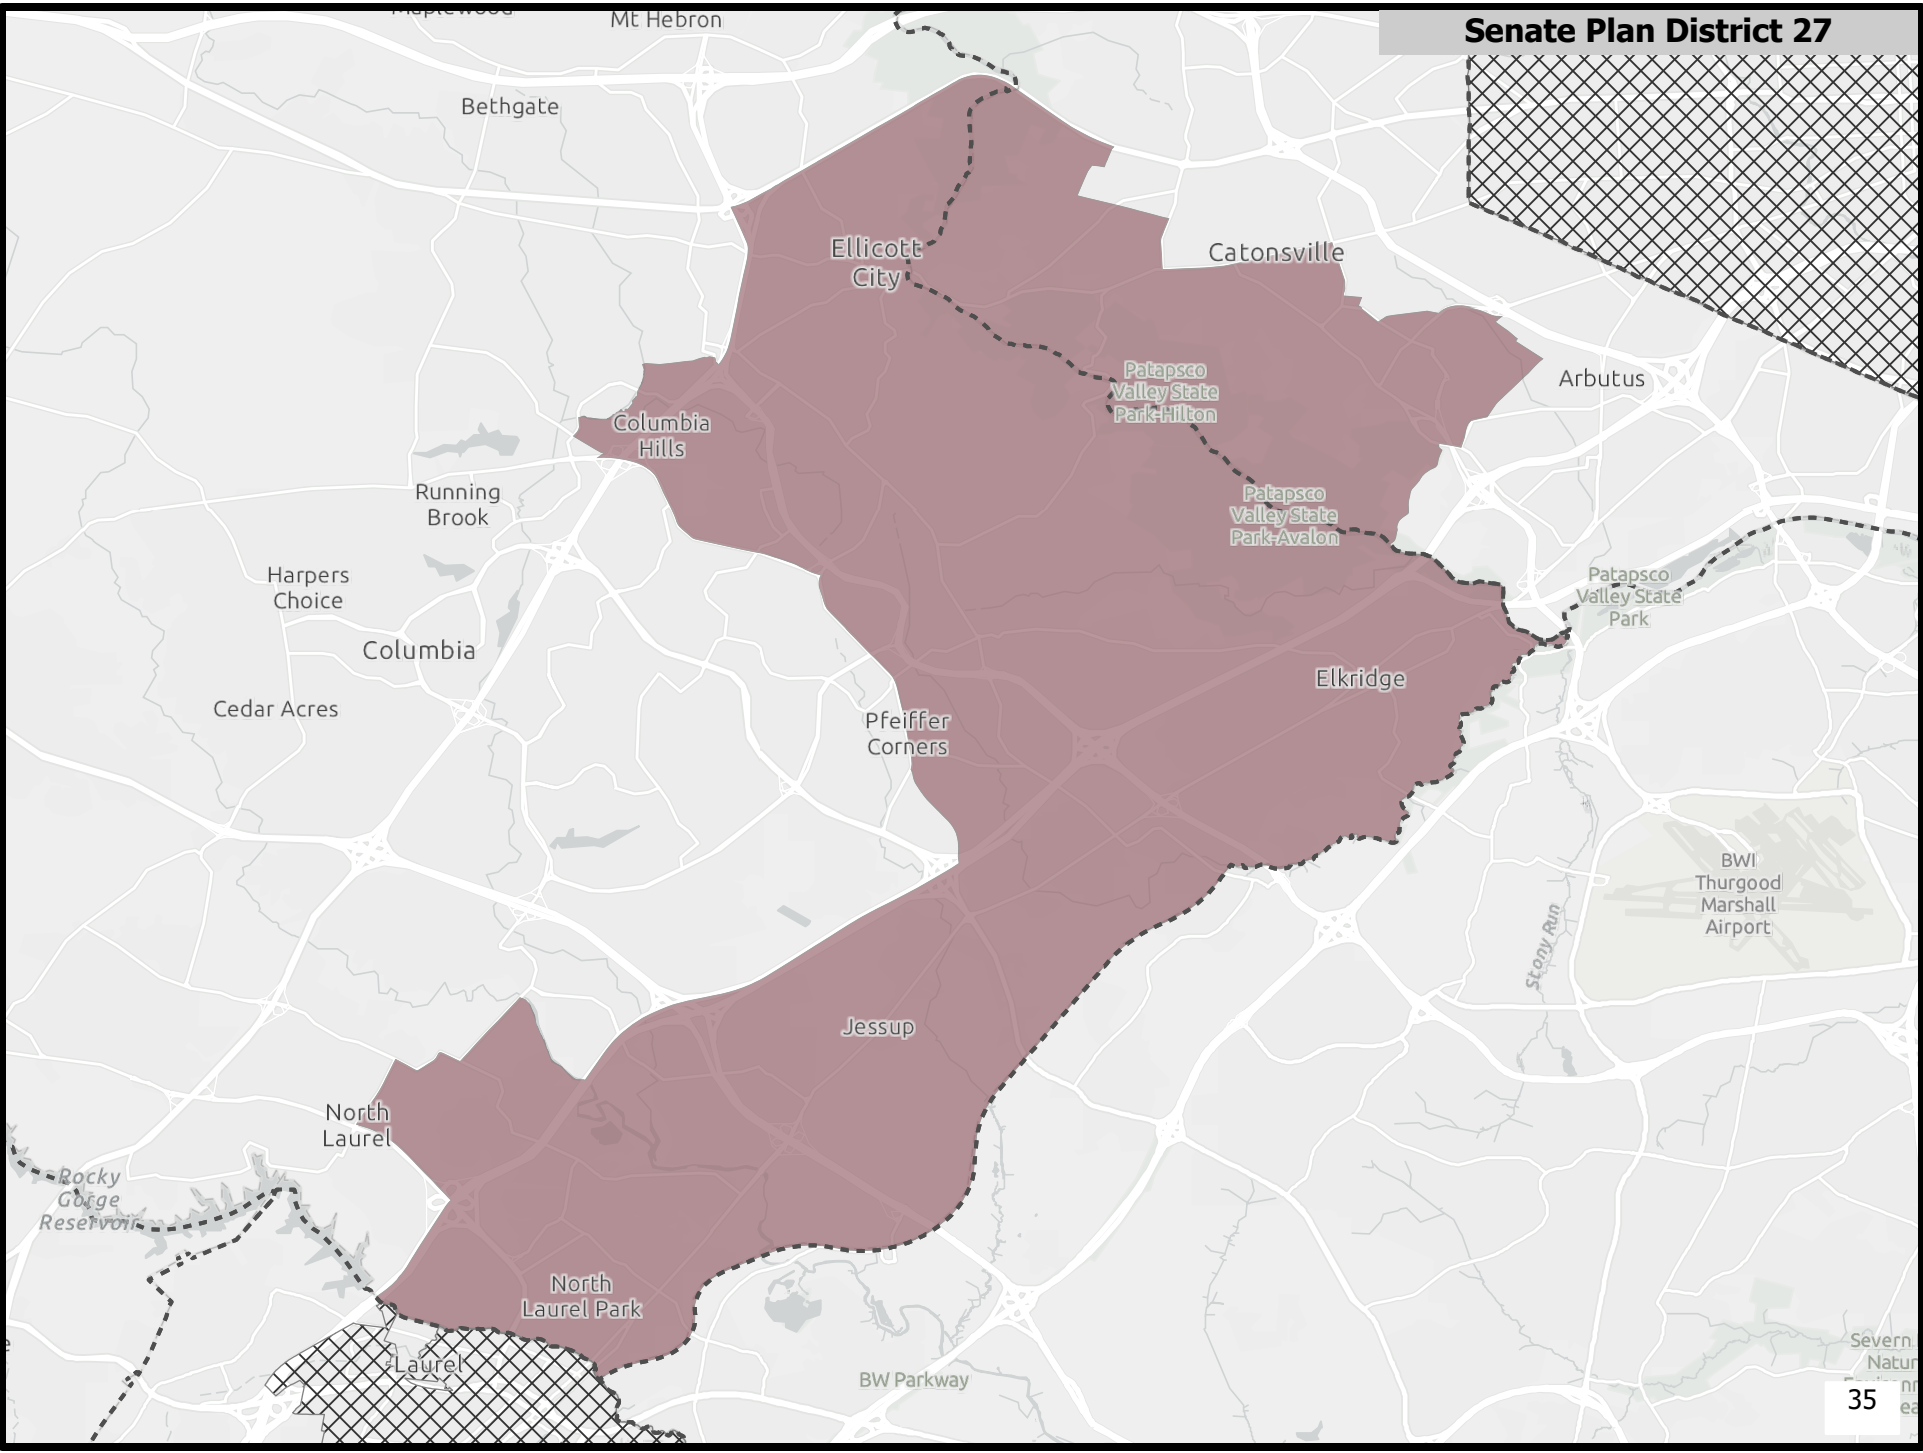 Senate Plan District 27
Maplewood
Mt Hebron
Bethgate
Ellicott
City
Catonsville
Patapsco
Valley State
Park-Hilton
Arbutus
Columbia
Hills
Running
Brook
Patapsco
Valley State
Park-Avalon
Harpers
Choice
Patapsco
Valley State
Park
Columbia
Elkridge
Cedar Acres
Pfeiffer
Corners
BWI
Thurgood
Marshall
Airport
Stony Run
Jessup
North
Laurel
Rocky
Gorge
Reservoir
North
Laurel Park
Laurel
BW Parkway
Severn
Natur
35